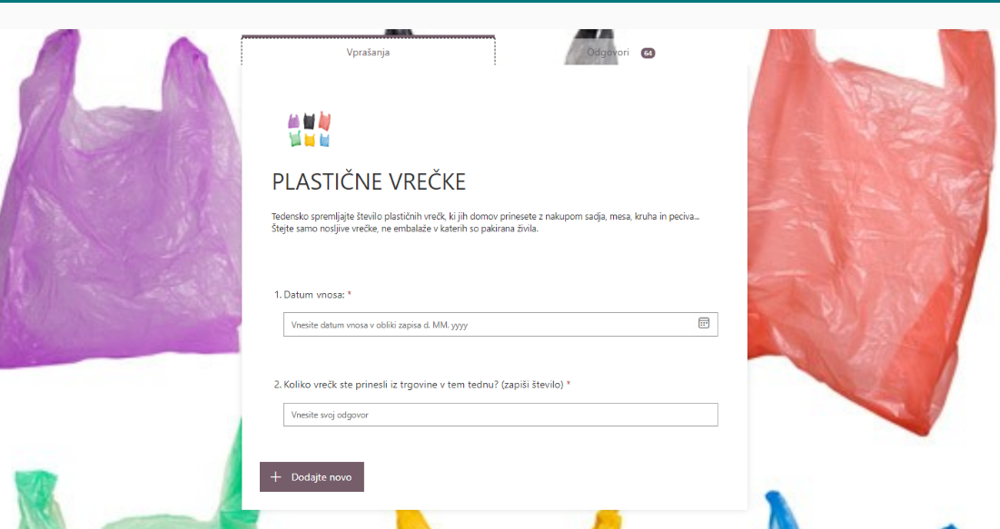 Vprašanja
Odgovori 64
PLASTIČNE VREČKE
Tedensko spremljajte število plastičnih vrečk, ki jih domov prinesete z nakupom sadja, mesa, kruha in peciva...
Štejte samo nosljive vrečke, ne embalaže v katerih so pakirana živila.
1. Datum vnosa: *
Vnesite datum vnosa v obliki zapisa d. MM. yyyy
2. Koliko vrečk ste prinesli iz trgovine v tem tednu? (zapiši število) *
Vnesite svoj odgovor
+ Dodajte novo